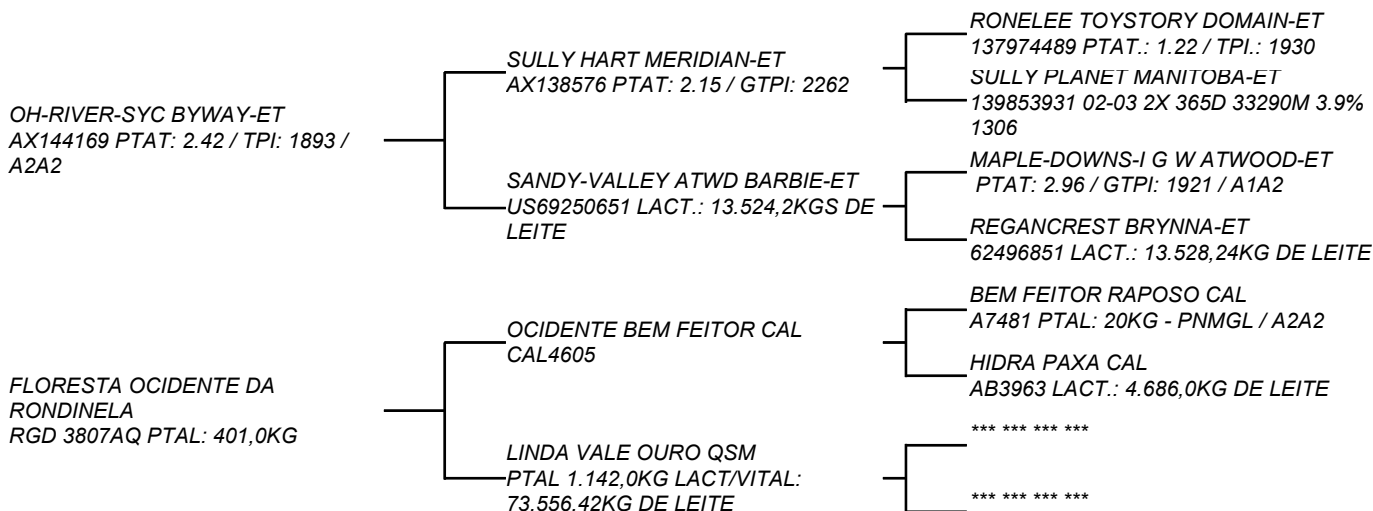 OH-RIVER-SYC BYWAY-ET
AX144169 PTAT: 2.42 / TPI: 1893 /
A2A2
SULLY HART MERIDIAN-ET
AX138576 PTAT: 2.15 / GTPI: 2262
RONELEE TOYSTORY DOMAIN-ET
137974489 PTAT.: 1.22 / TPI.: 1930
SULLY PLANET MANITOBA-ET
139853931 02-03 2X 365D 33290M 3.9%
1306
SANDY-VALLEY ATWD BARBIE-ET
US69250651 LACT.: 13.524,2KGS DE
LEITE
MAPLE-DOWNS-I G W ATWOOD-ET
PTAT: 2.96 / GTPI: 1921 / A1A2
REGANCREST BRYNNA-ET
62496851 LACT.: 13.528,24KG DE LEITE
FLORESTA OCIDENTE DA
RONDINELA
RGD 3807AQ PTAL: 401,0KG
OCIDENTE BEM FEITOR CAL
CAL4605
BEM FEITOR RAPOSO CAL
A7481 PTAL: 20KG - PNMGL / A2A2
HIDRA PAXA CAL
AB3963 LACT.: 4.686,0KG DE LEITE
LINDA VALE OURO QSM
PTAL 1.142,0KG LACT/VITAL:
73.556,42KG DE LEITE
*** *** *** ***
*** *** *** ***